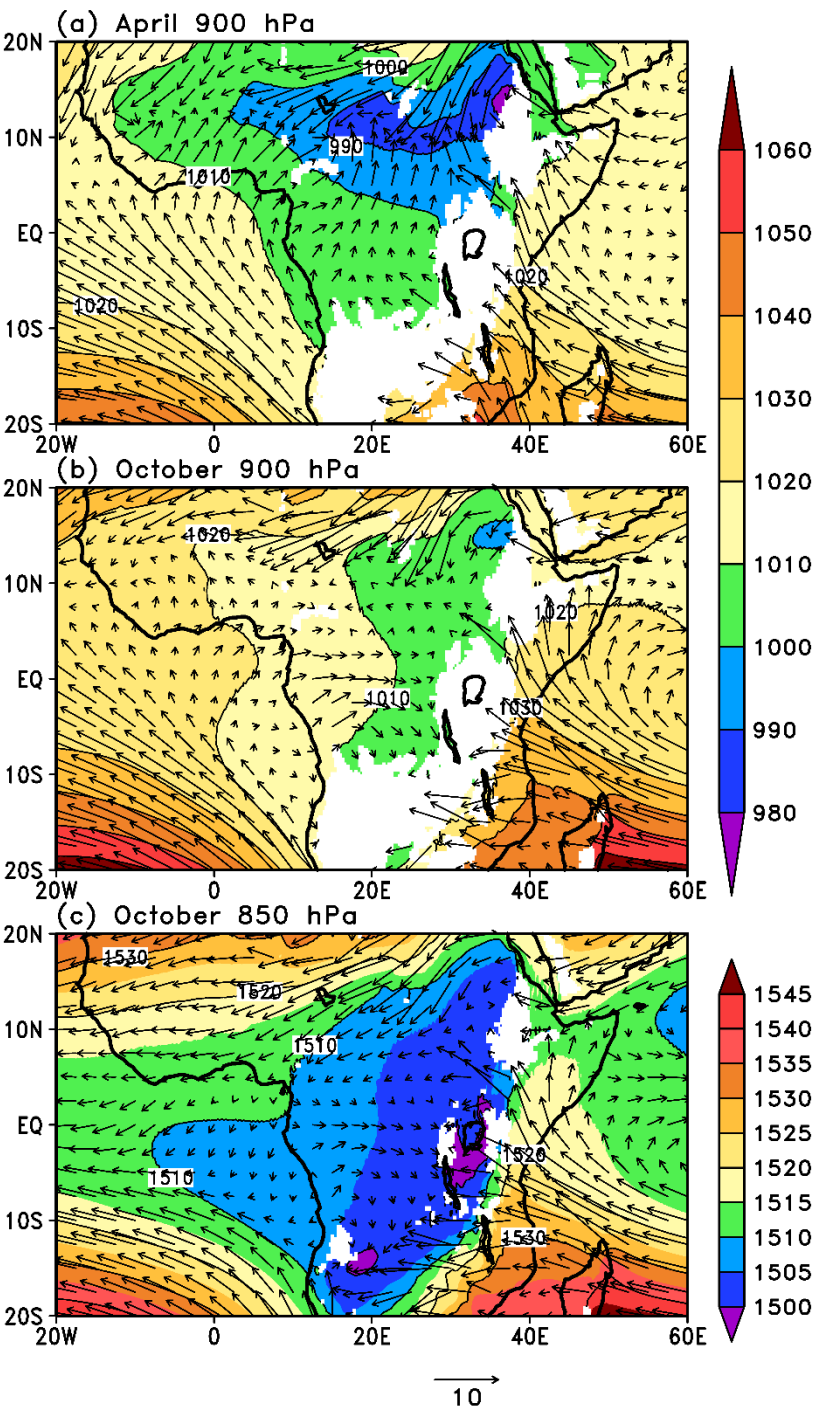 (a) April 900 hPa
20N
10N
EQ
10S
20S
20W 0 20E 40E 60E
1000
990
1010
1020
1020
(b) October 900 hPa
20N
10N
EQ
10S
20S
20W 0 20E 40E 60E
1020
1020
1010
1030
1060
1050
1040
1030
1020
1010
1000
990
980
(c) October 850 hPa
20N
10N
EQ
10S
20S
20W 0 20E 40E 60E
1530
1520
1510
1520
1510
1530
1545
1540
1535
1530
1525
1520
1515
1510
1505
1500
10